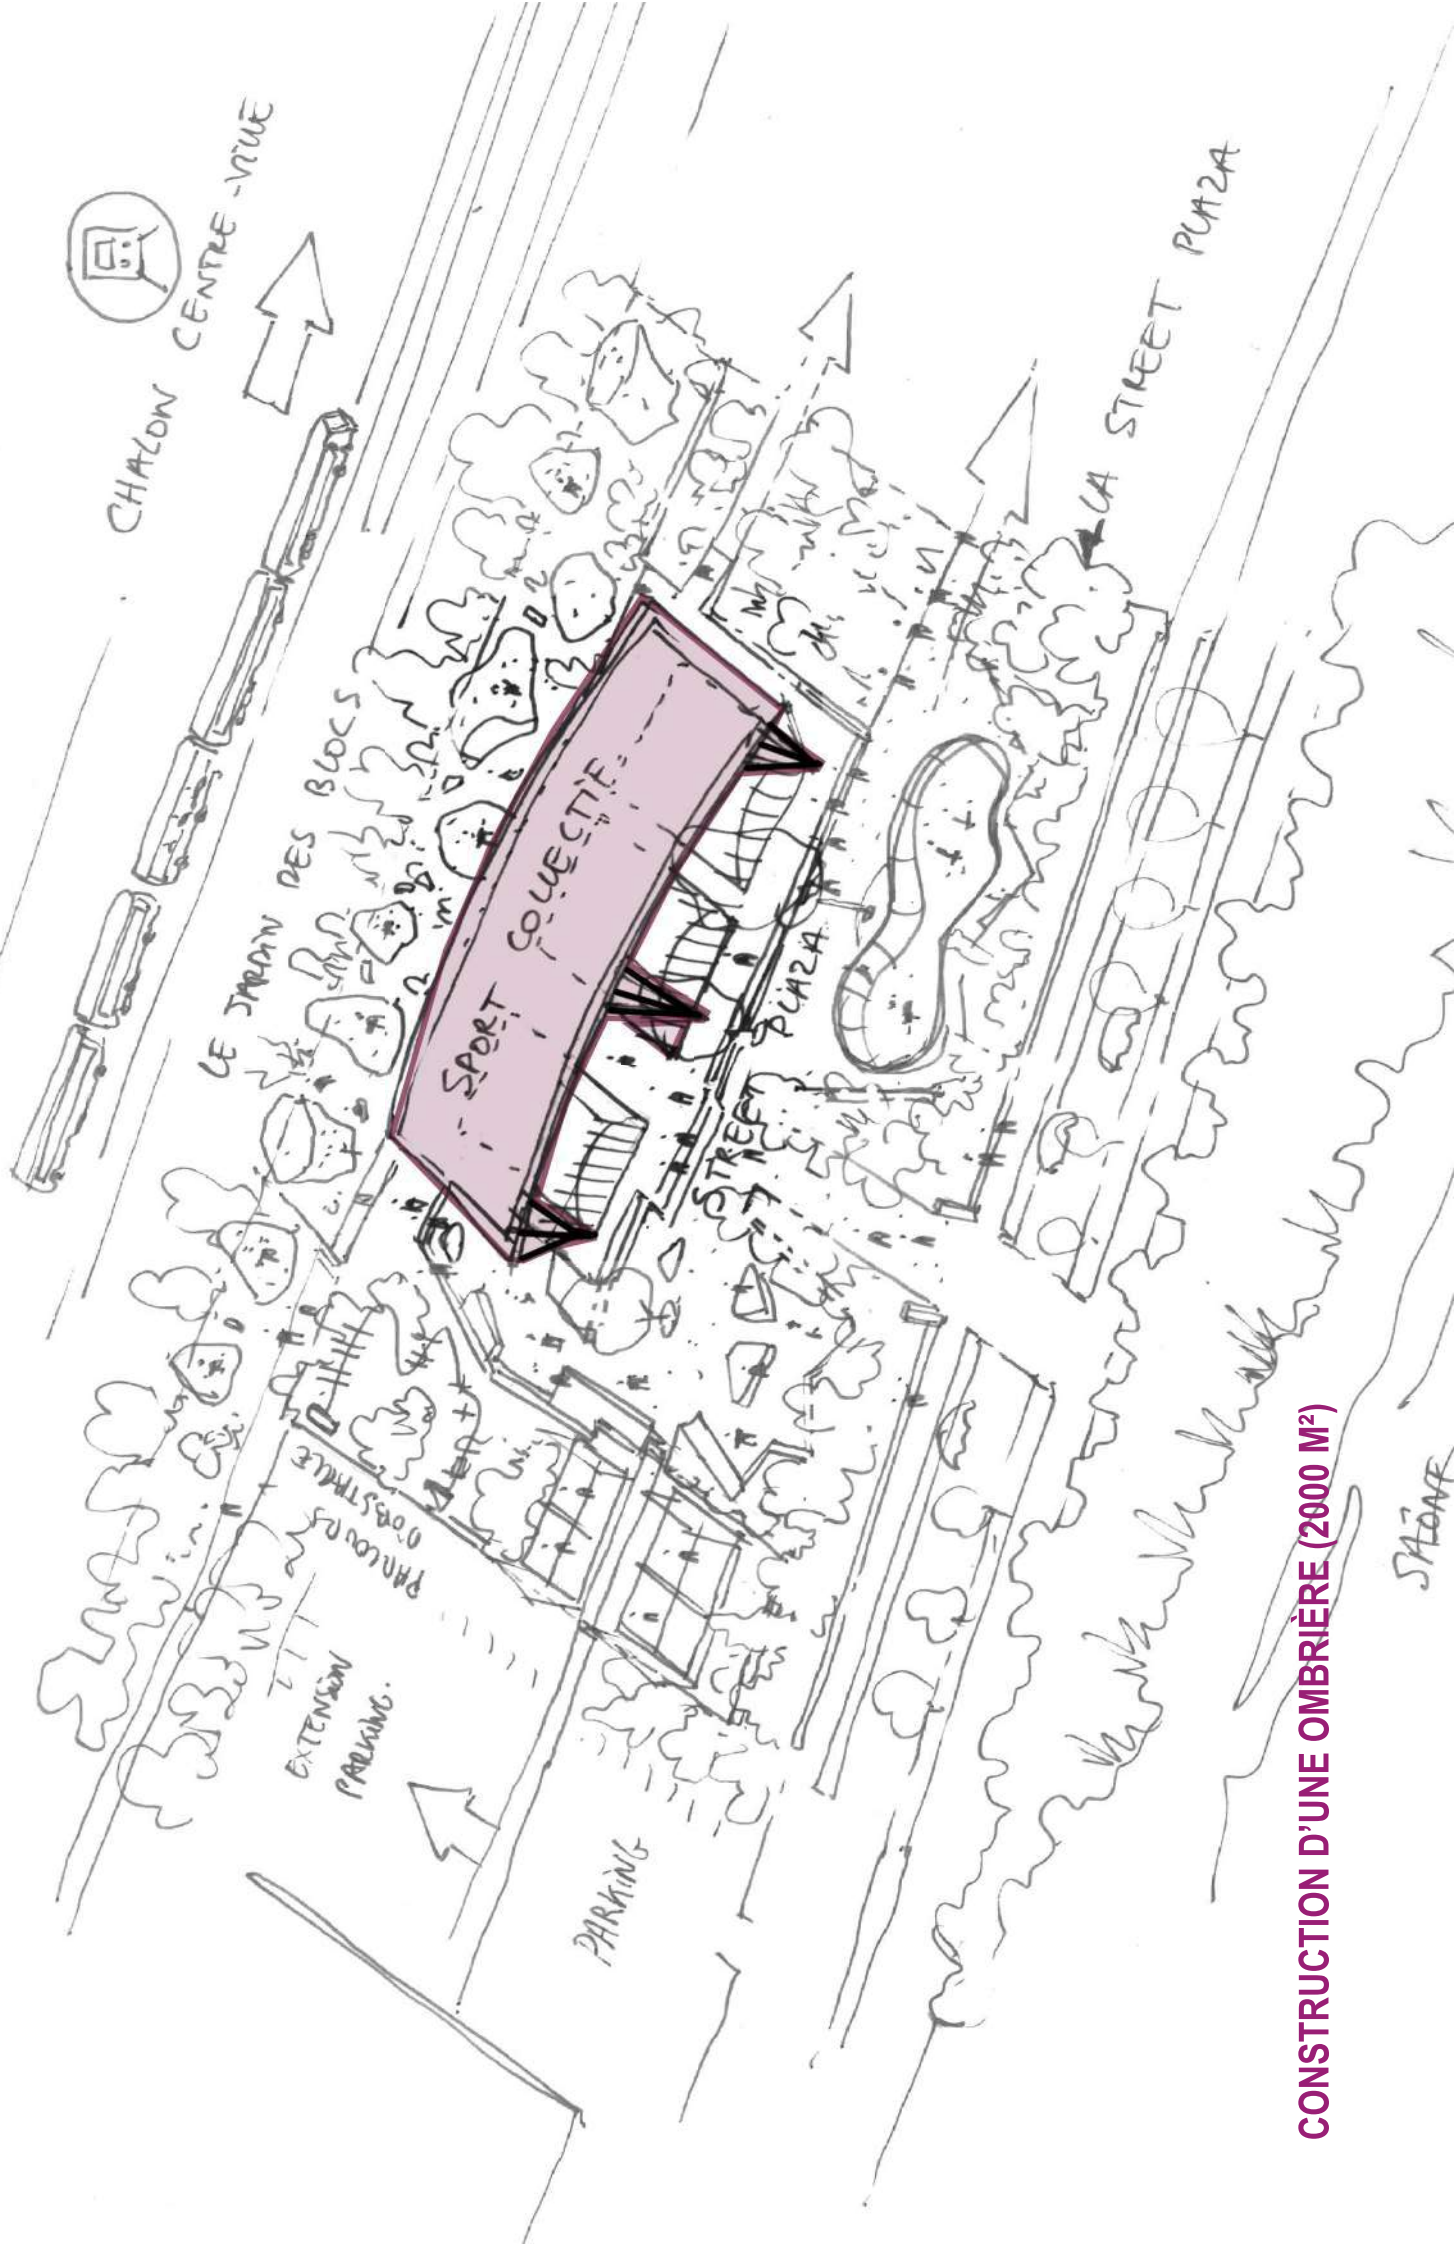 CHALON CENTRE-VILLE
LE JARDIN DES BLOCS
SPORT COLLECTIF
STREET PLAZA
LA STREET PLAZA
PARCOURS
D'OBSTACLE
EXTENSION
PARKING.
PARKING
SAÔNE
CONSTRUCTION D'UNE OMBRIÈRE (2000 M²)